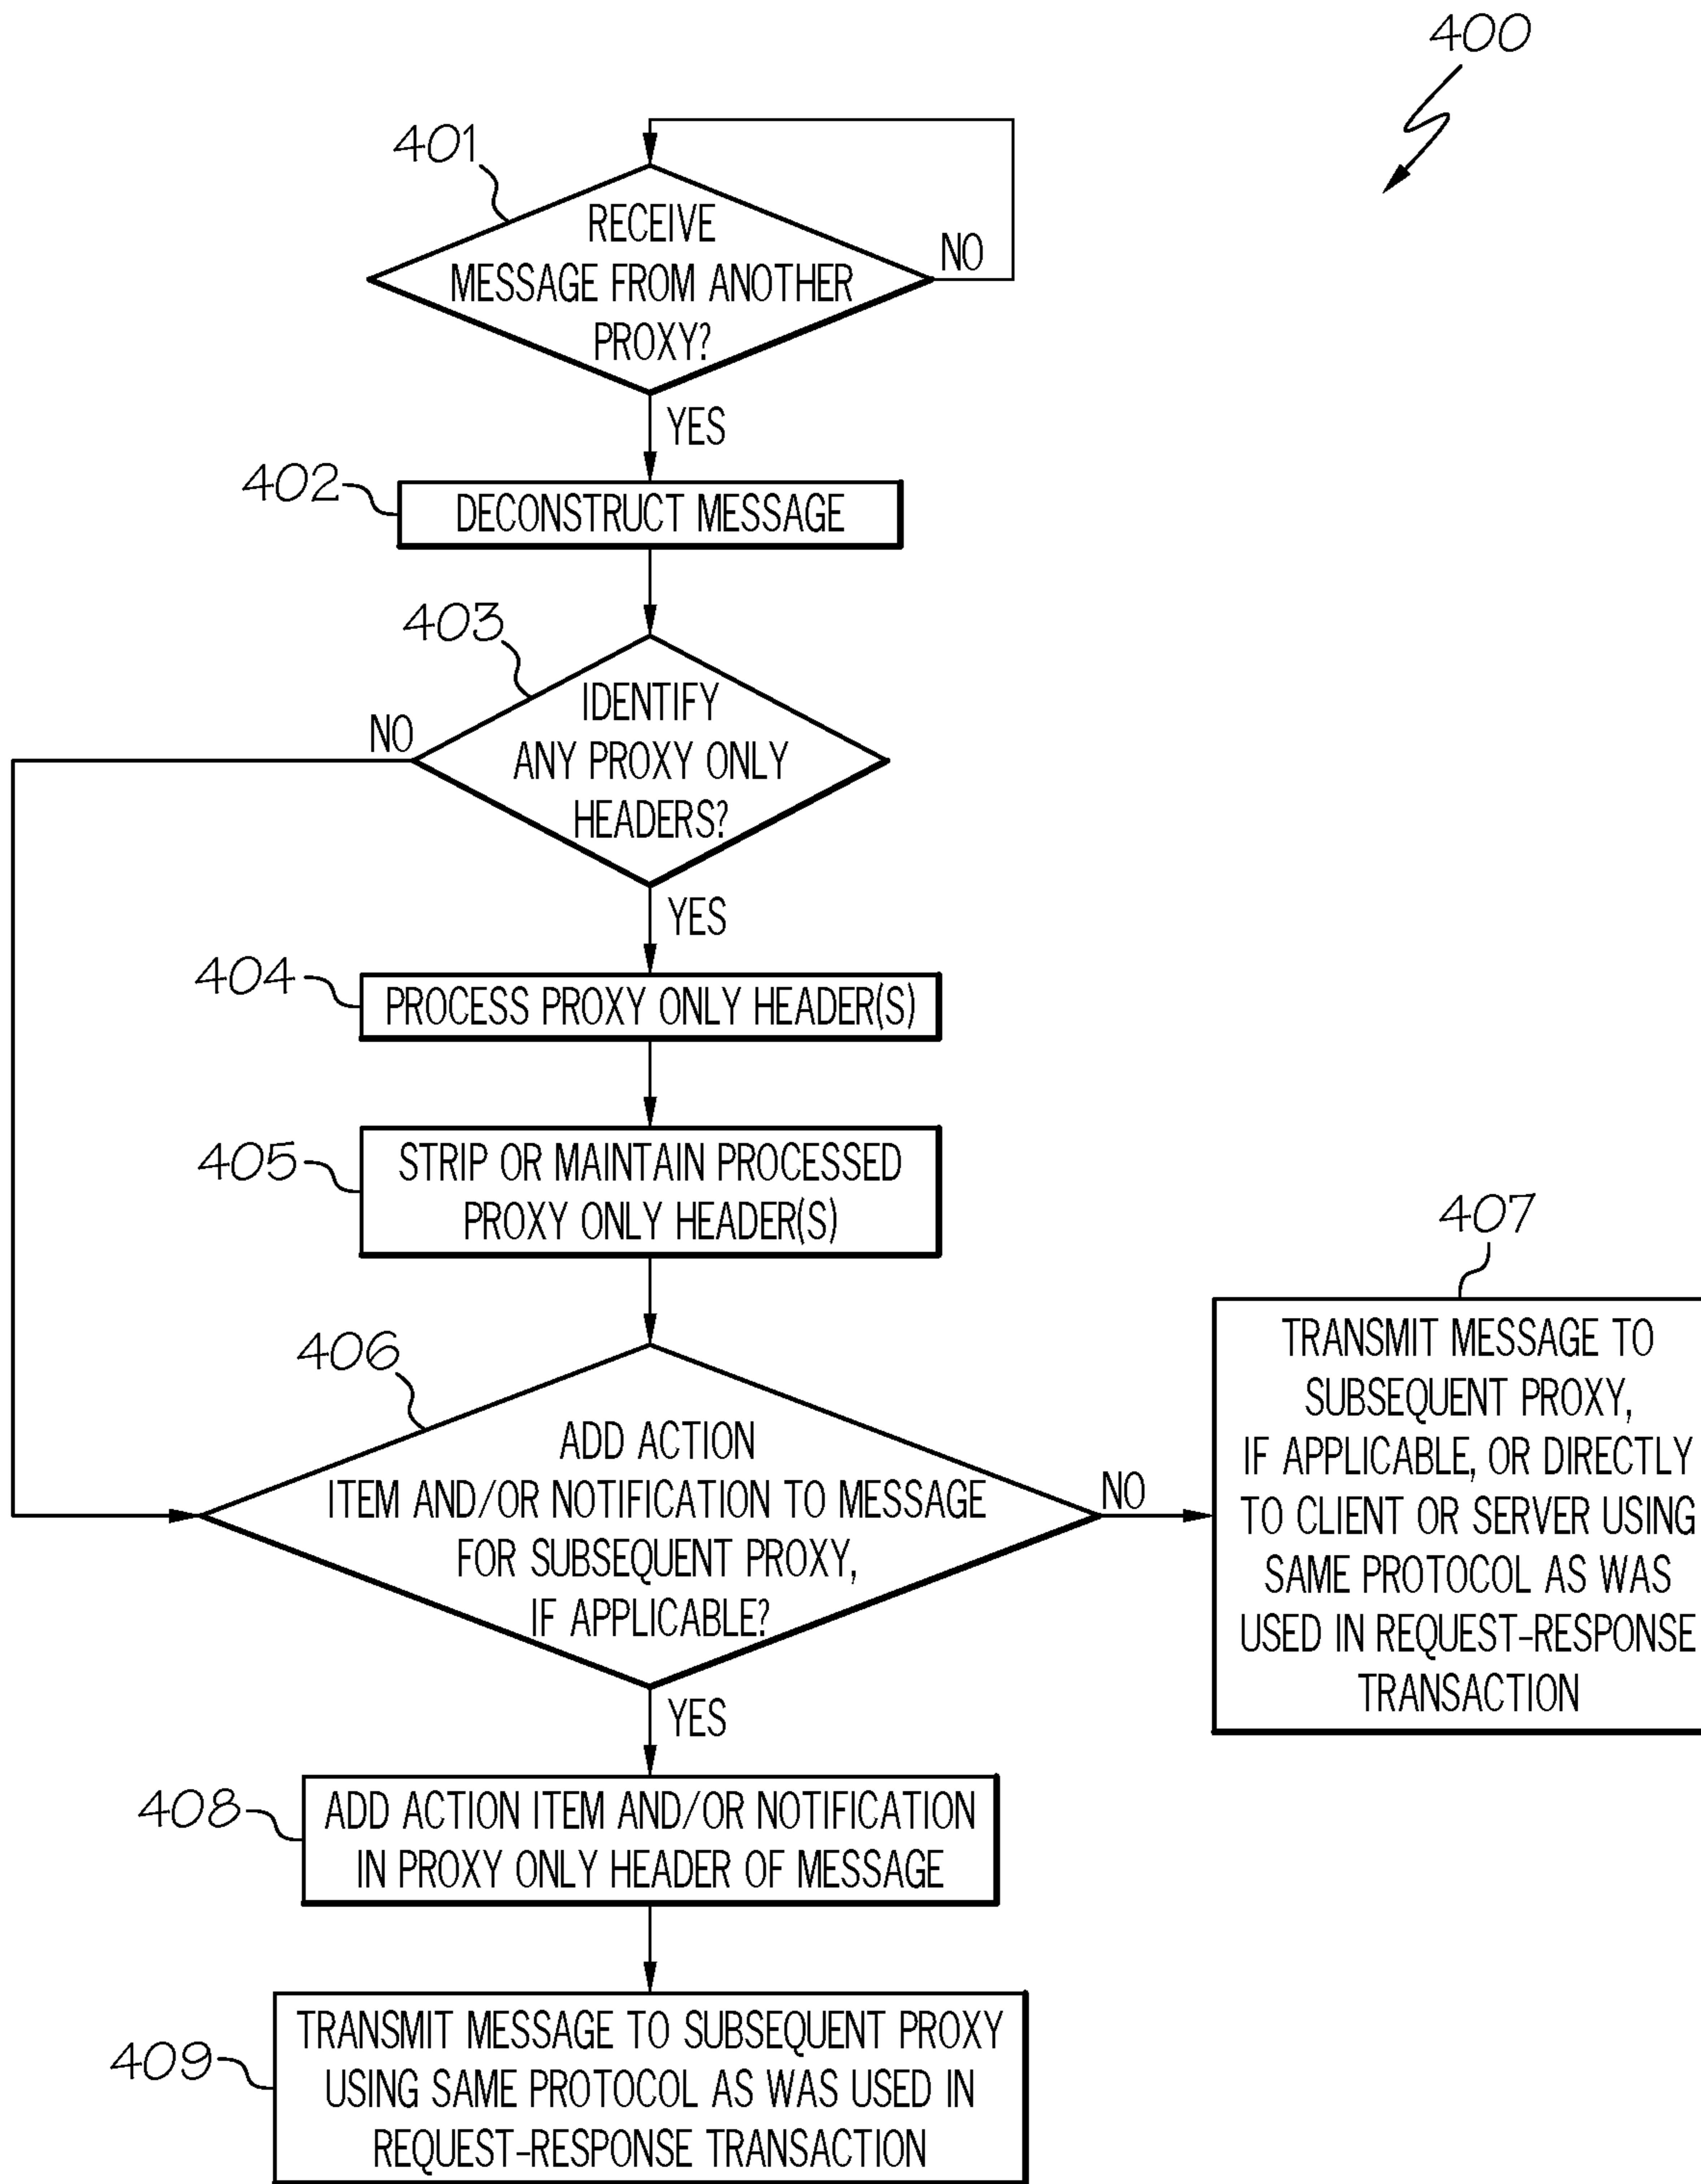 400
401
RECEIVE
MESSAGE FROM ANOTHER
PROXY?
NO
YES
402
DECONSTRUCT MESSAGE
403
IDENTIFY
ANY PROXY ONLY
HEADERS?
NO
YES
404
PROCESS PROXY ONLY HEADER(S)
405
STRIP OR MAINTAIN PROCESSED
PROXY ONLY HEADER(S)
406
ADD ACTION
ITEM AND/OR NOTIFICATION TO MESSAGE
FOR SUBSEQUENT PROXY,
IF APPLICABLE?
NO
407
TRANSMIT MESSAGE TO
SUBSEQUENT PROXY,
IF APPLICABLE, OR DIRECTLY
TO CLIENT OR SERVER USING
SAME PROTOCOL AS WAS
USED IN REQUEST-RESPONSE
TRANSACTION
YES
408
ADD ACTION ITEM AND/OR NOTIFICATION
IN PROXY ONLY HEADER OF MESSAGE
409
TRANSMIT MESSAGE TO SUBSEQUENT PROXY
USING SAME PROTOCOL AS WAS USED IN
REQUEST-RESPONSE TRANSACTION